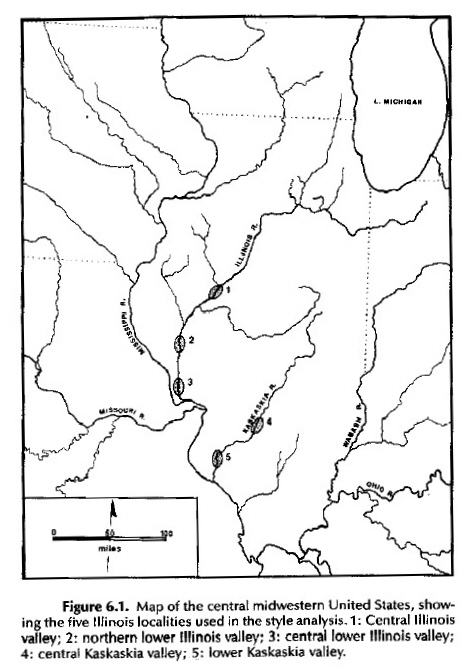 L. MICHIGAN
ILLINOIS R.
1
MISSISSIPPI R.
2
3
MISSOURI R.
KASKASKIA R.
4
WABASH R.
5
OHIO R.
0 50 100
miles
Figure 6.1. Map of the central midwestern United States, show-
ing the five Illinois localities used in the style analysis. 1: Central Illinois
valley; 2: northern lower Illinois valley; 3: central lower Illinois valley;
4: central Kaskaskia valley; 5: lower Kaskaskia valley.